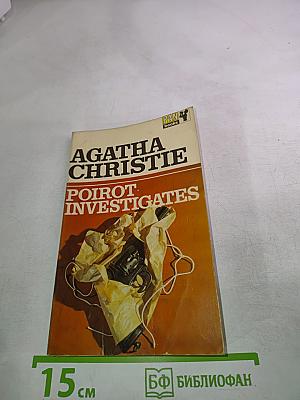 AGATHA
CHRISTIE
POIROT
INVESTIGATES
15 см
БФ БИБЛИОФАН